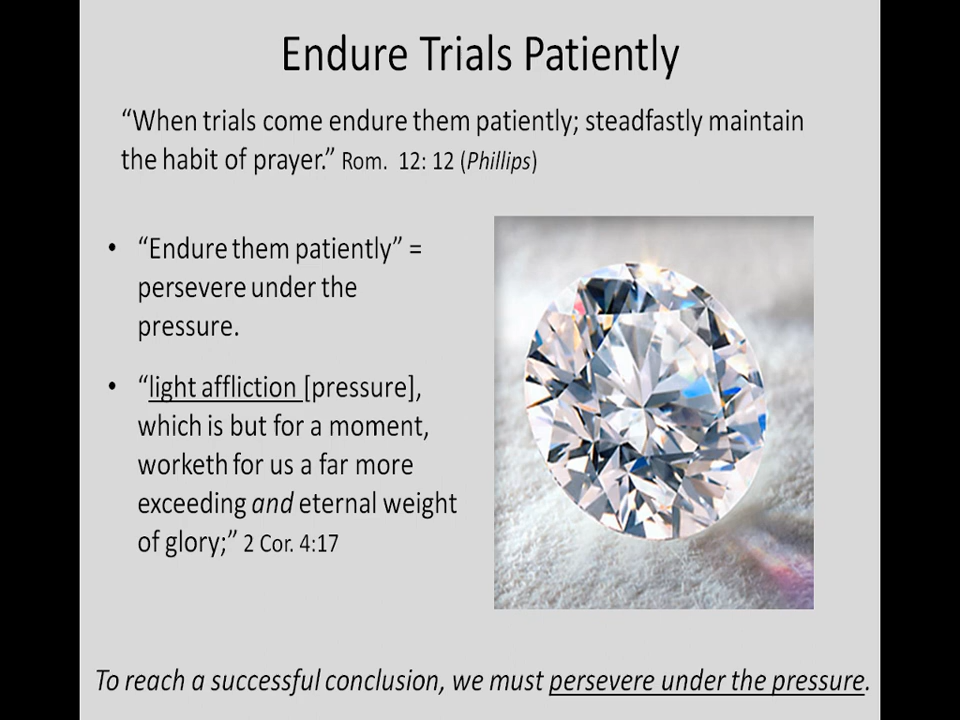 Endure Trials Patiently
“When trials come endure them patiently; steadfastly maintain
the habit of prayer.” Rom. 12: 12 (Phillips)
• “Endure them patiently” =
persevere under the
pressure.
• “light affliction [pressure],
which is but for a moment,
worketh for us a far more
exceeding and eternal weight
of glory;” 2 Cor. 4:17
To reach a successful conclusion, we must persevere under the pressure.